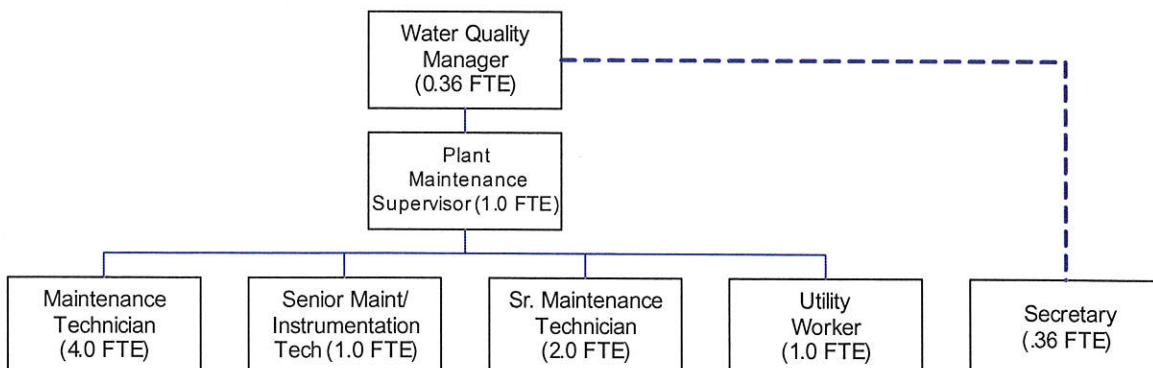 Water Quality
Manager
(0.36 FTE)
Plant
Maintenance
Supervisor (1.0 FTE)
Maintenance
Technician
(4.0 FTE)
Senior Maint/
Instrumentation
Tech (1.0 FTE)
Sr. Maintenance
Technician
(2.0 FTE)
Utility
Worker
(1.0 FTE)
Secretary
(.36 FTE)